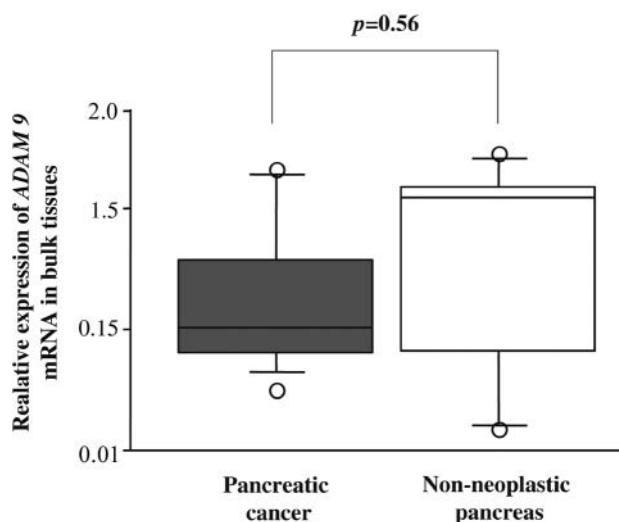 p=0.56
2.0
1.5
0.15
0.01
Realative expression of ADAM 9
mRNA in bulk tissues
Pancreatic
cancer
Non-neoplastic
pancreas